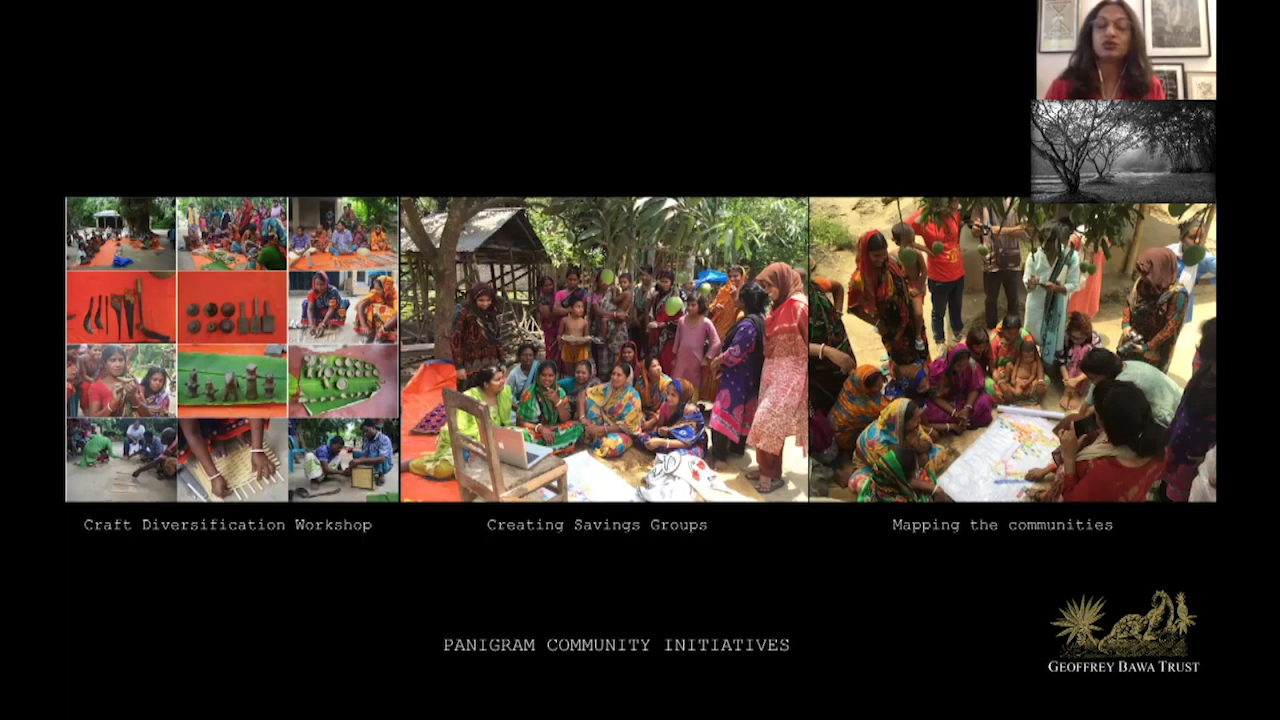 Craft Diversification Workshop
Creating Savings Groups
Mapping the communities
PANIGRAM COMMUNITY INITIATIVES
GEOFFREY BAWA TRUST